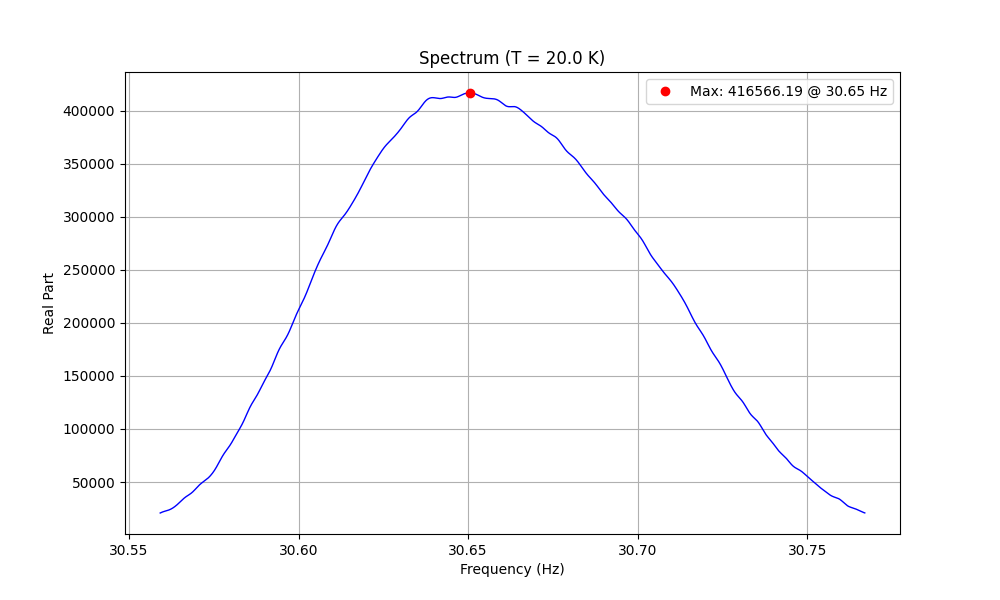 Spectrum (T = 20.0 K)
Max: 416566.19 @ 30.65 Hz
Real Part
400000
350000
300000
250000
200000
150000
100000
50000
30.55 30.60 30.65 30.70 30.75
Frequency (Hz)